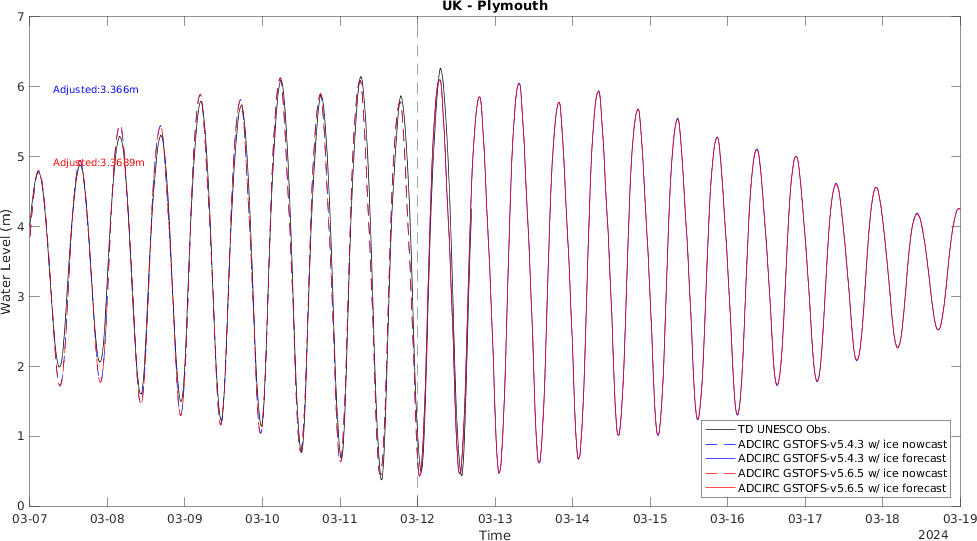 UK - Plymouth
7
6
5
4
3
2
1
0
Water Level (m)
Adjusted:3.366m
Adjusted:3.3689m
TD UNESCO Obs.
ADCIRC GSTOFS-v5.4.3 w/ ice nowcast
ADCIRC GSTOFS-v5.4.3 w/ ice forecast
ADCIRC GSTOFS-v5.6.5 w/ ice nowcast
ADCIRC GSTOFS-v5.6.5 w/ ice forecast
03-07 03-08 03-09 03-10 03-11 03-12 03-13 03-14 03-15 03-16 03-17 03-18 03-19
Time
2024